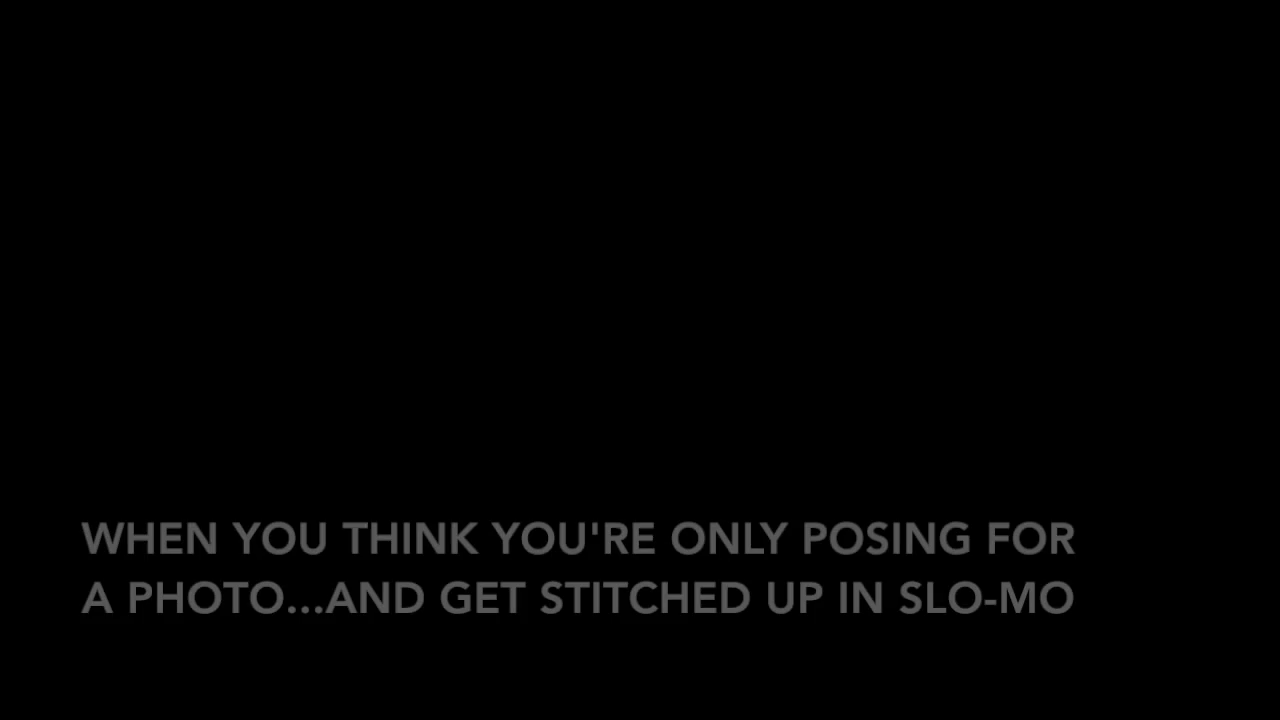 WHEN YOU THINK YOU'RE ONLY POSING FOR
A PHOTO...AND GET STITCHED UP IN SLO-MO